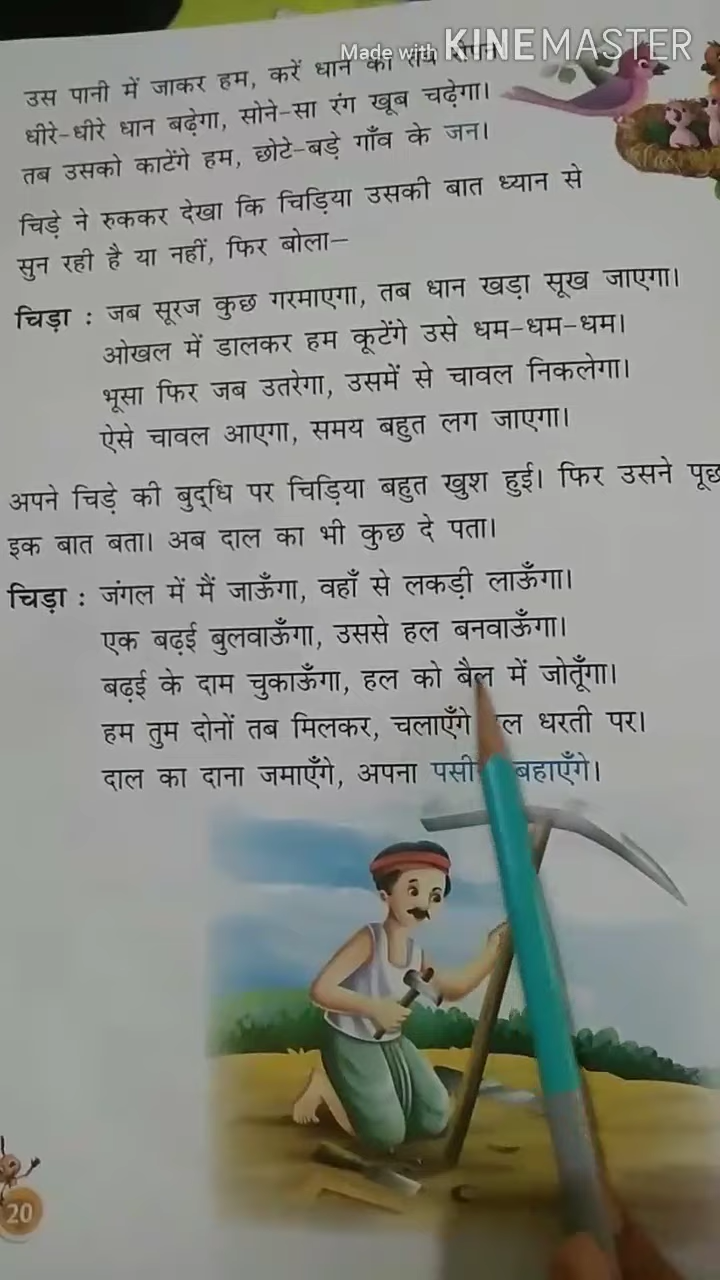 Made with KINEMASTER
उस पानी में जाकर हम, करें धान का
धीरे-धीरे धान बढ़ेगा, सोने-सा रंग खूब चढ़ेगा।
तब उसको काटेंगे हम, छोटे-बड़े गाँव के जन।
चिड़े ने रुककर देखा कि चिड़िया उसकी बात ध्यान से
सुन रही है या नहीं, फिर बोला–
चिड़ा : जब सूरज कुछ गरमाएगा, तब धान खड़ा सूख जाएगा।
ओखल में डालकर हम कूटेंगे उसे धम-धम-धम।
भूसा फिर जब उतरेगा, उसमें से चावल निकलेगा।
ऐसे चावल आएगा, समय बहुत लग जाएगा।
अपने चिड़े की बुद्धि पर चिड़िया बहुत खुश हुई। फिर उसने पूछ
इक बात बता। अब दाल का भी कुछ दे पता।
चिड़ा : जंगल में मैं जाऊँगा, वहाँ से लकड़ी लाऊँगा।
एक बढ़ई बुलवाऊँगा, उससे हल बनवाऊँगा।
बढ़ई के दाम चुकाऊँगा, हल को बैल में जोतूँगा।
हम तुम दोनों तब मिलकर, चलाएँगे धरती पर।
दाल का दाना जमाएँगे, अपना बहाएँगे।
20